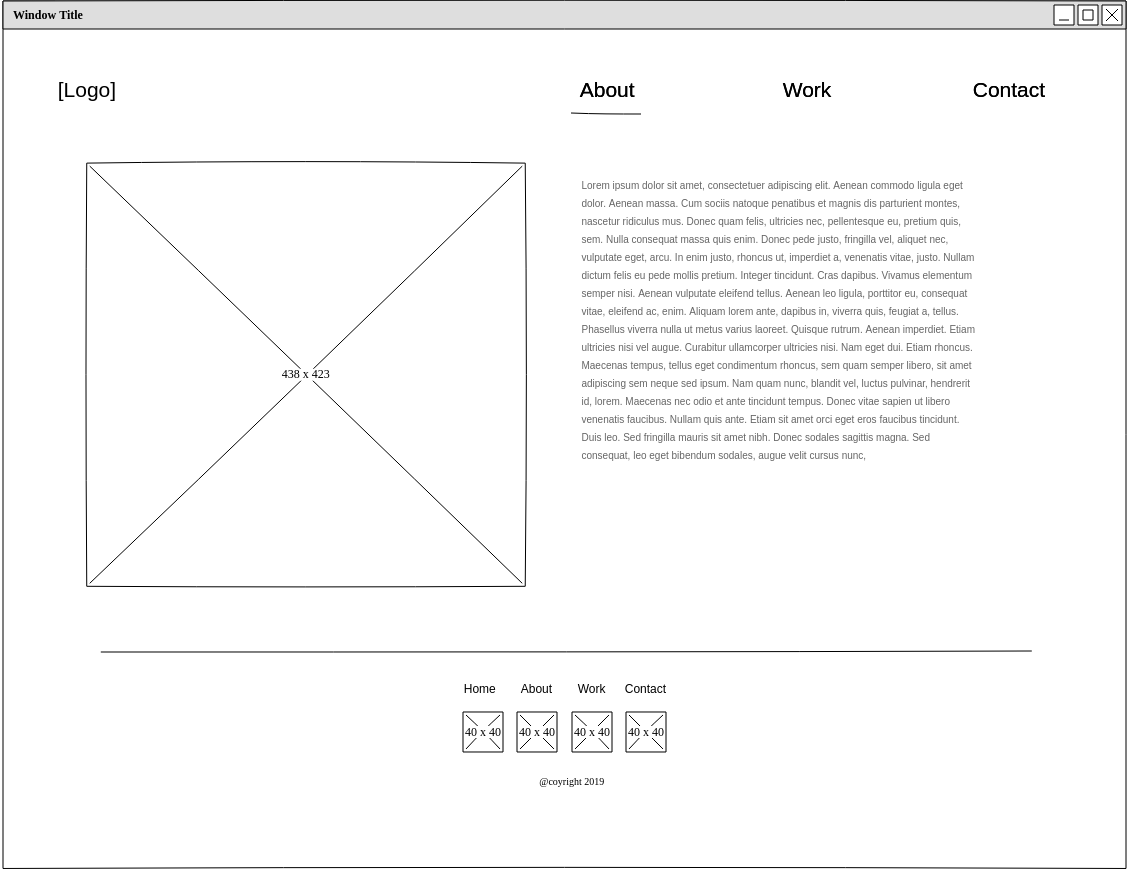 Window Title
[Logo]
About
Work
Contact
438 x 423
Lorem ipsum dolor sit amet, consectetuer adipiscing elit. Aenean commodo ligula eget
dolor. Aenean massa. Cum sociis natoque penatibus et magnis dis parturient montes,
nascetur ridiculus mus. Donec quam felis, ultricies nec, pellentesque eu, pretium quis,
sem. Nulla consequat massa quis enim. Donec pede justo, fringilla vel, aliquet nec,
vulputate eget, arcu. In enim justo, rhoncus ut, imperdiet a, venenatis vitae, justo. Nullam
dictum felis eu pede mollis pretium. Integer tincidunt. Cras dapibus. Vivamus elementum
semper nisi. Aenean vulputate eleifend tellus. Aenean leo ligula, porttitor eu, consequat
vitae, eleifend ac, enim. Aliquam lorem ante, dapibus in, viverra quis, feugiat a, tellus.
Phasellus viverra nulla ut metus varius laoreet. Quisque rutrum. Aenean imperdiet. Etiam
ultricies nisi vel augue. Curabitur ullamcorper ultricies nisi. Nam eget dui. Etiam rhoncus.
Maecenas tempus, tellus eget condimentum rhoncus, sem quam semper libero, sit amet
adipiscing sem neque sed ipsum. Nam quam nunc, blandit vel, luctus pulvinar, hendrerit
id, lorem. Maecenas nec odio et ante tincidunt tempus. Donec vitae sapien ut libero
venenatis faucibus. Nullam quis ante. Etiam sit amet orci eget eros faucibus tincidunt.
Duis leo. Sed fringilla mauris sit amet nibh. Donec sodales sagittis magna. Sed
consequat, leo eget bibendum sodales, augue velit cursus nunc,
Home About Work Contact
40 x 40 40 x 40 40 x 40 40 x 40
@coyright 2019